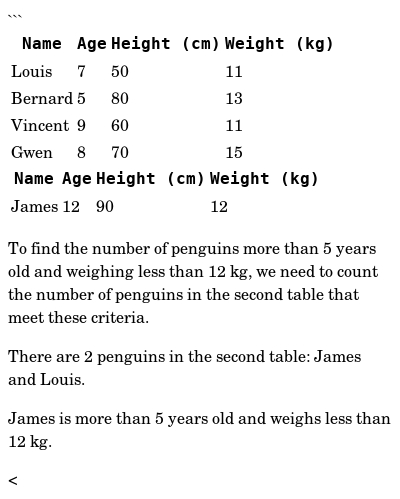 ```
Name Age Height (cm) Weight (kg)
Louis 7 50 11
Bernard 5 80 13
Vincent 9 60 11
Gwen 8 70 15
Name Age Height (cm) Weight (kg)
James 12 90 12
To find the number of penguins more than 5 years
old and weighing less than 12 kg, we need to count
the number of penguins in the second table that
meet these criteria.
There are 2 penguins in the second table: James
and Louis.
James is more than 5 years old and weighs less than
12 kg.
<